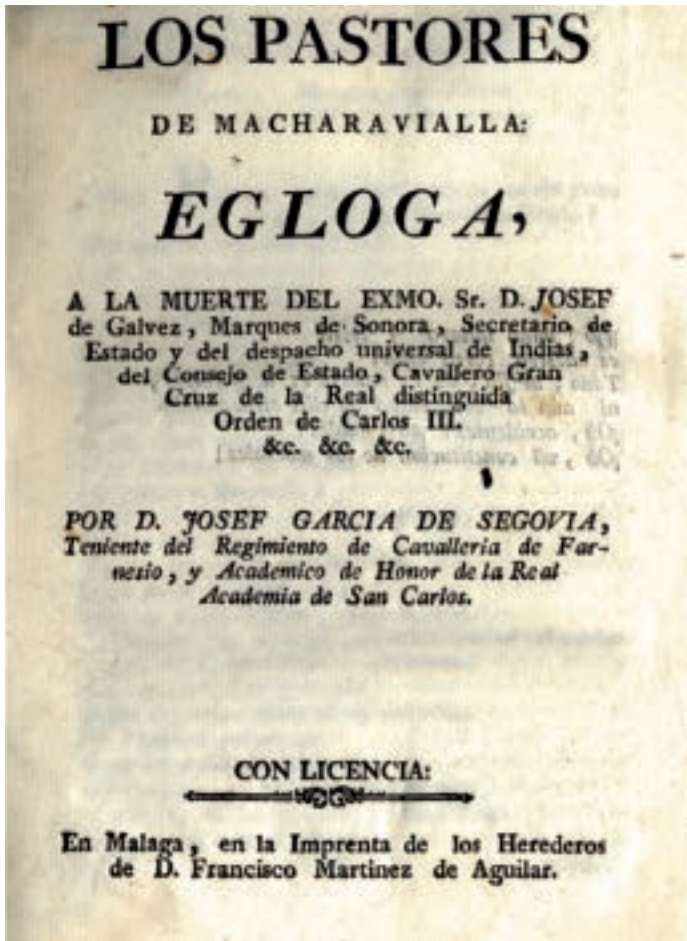 LOS PASTORES
DE MACHARAVIALLA:
EGLOGA,
A LA MUERTE DEL EXMO. Sr. D. JOSEF
de Galvez, Marques de Sonora, Secretario de
Estado y del despacho universal de Indias,
del Consejo de Estado, Cavallero Gran
Cruz de la Real distinguida
Orden de Carlos III.
&c. &c. &c.
POR D. JOSEF GARCIA DE SEGOVIA,
Teniente del Regimiento de Cavalleria de Far-
nesio, y Academico de Honor de la Real
Academia de San Carlos.
CON LICENCIA:
En Malaga, en la Imprenta de los Herederos
de D. Francisco Martinez de Aguilar.